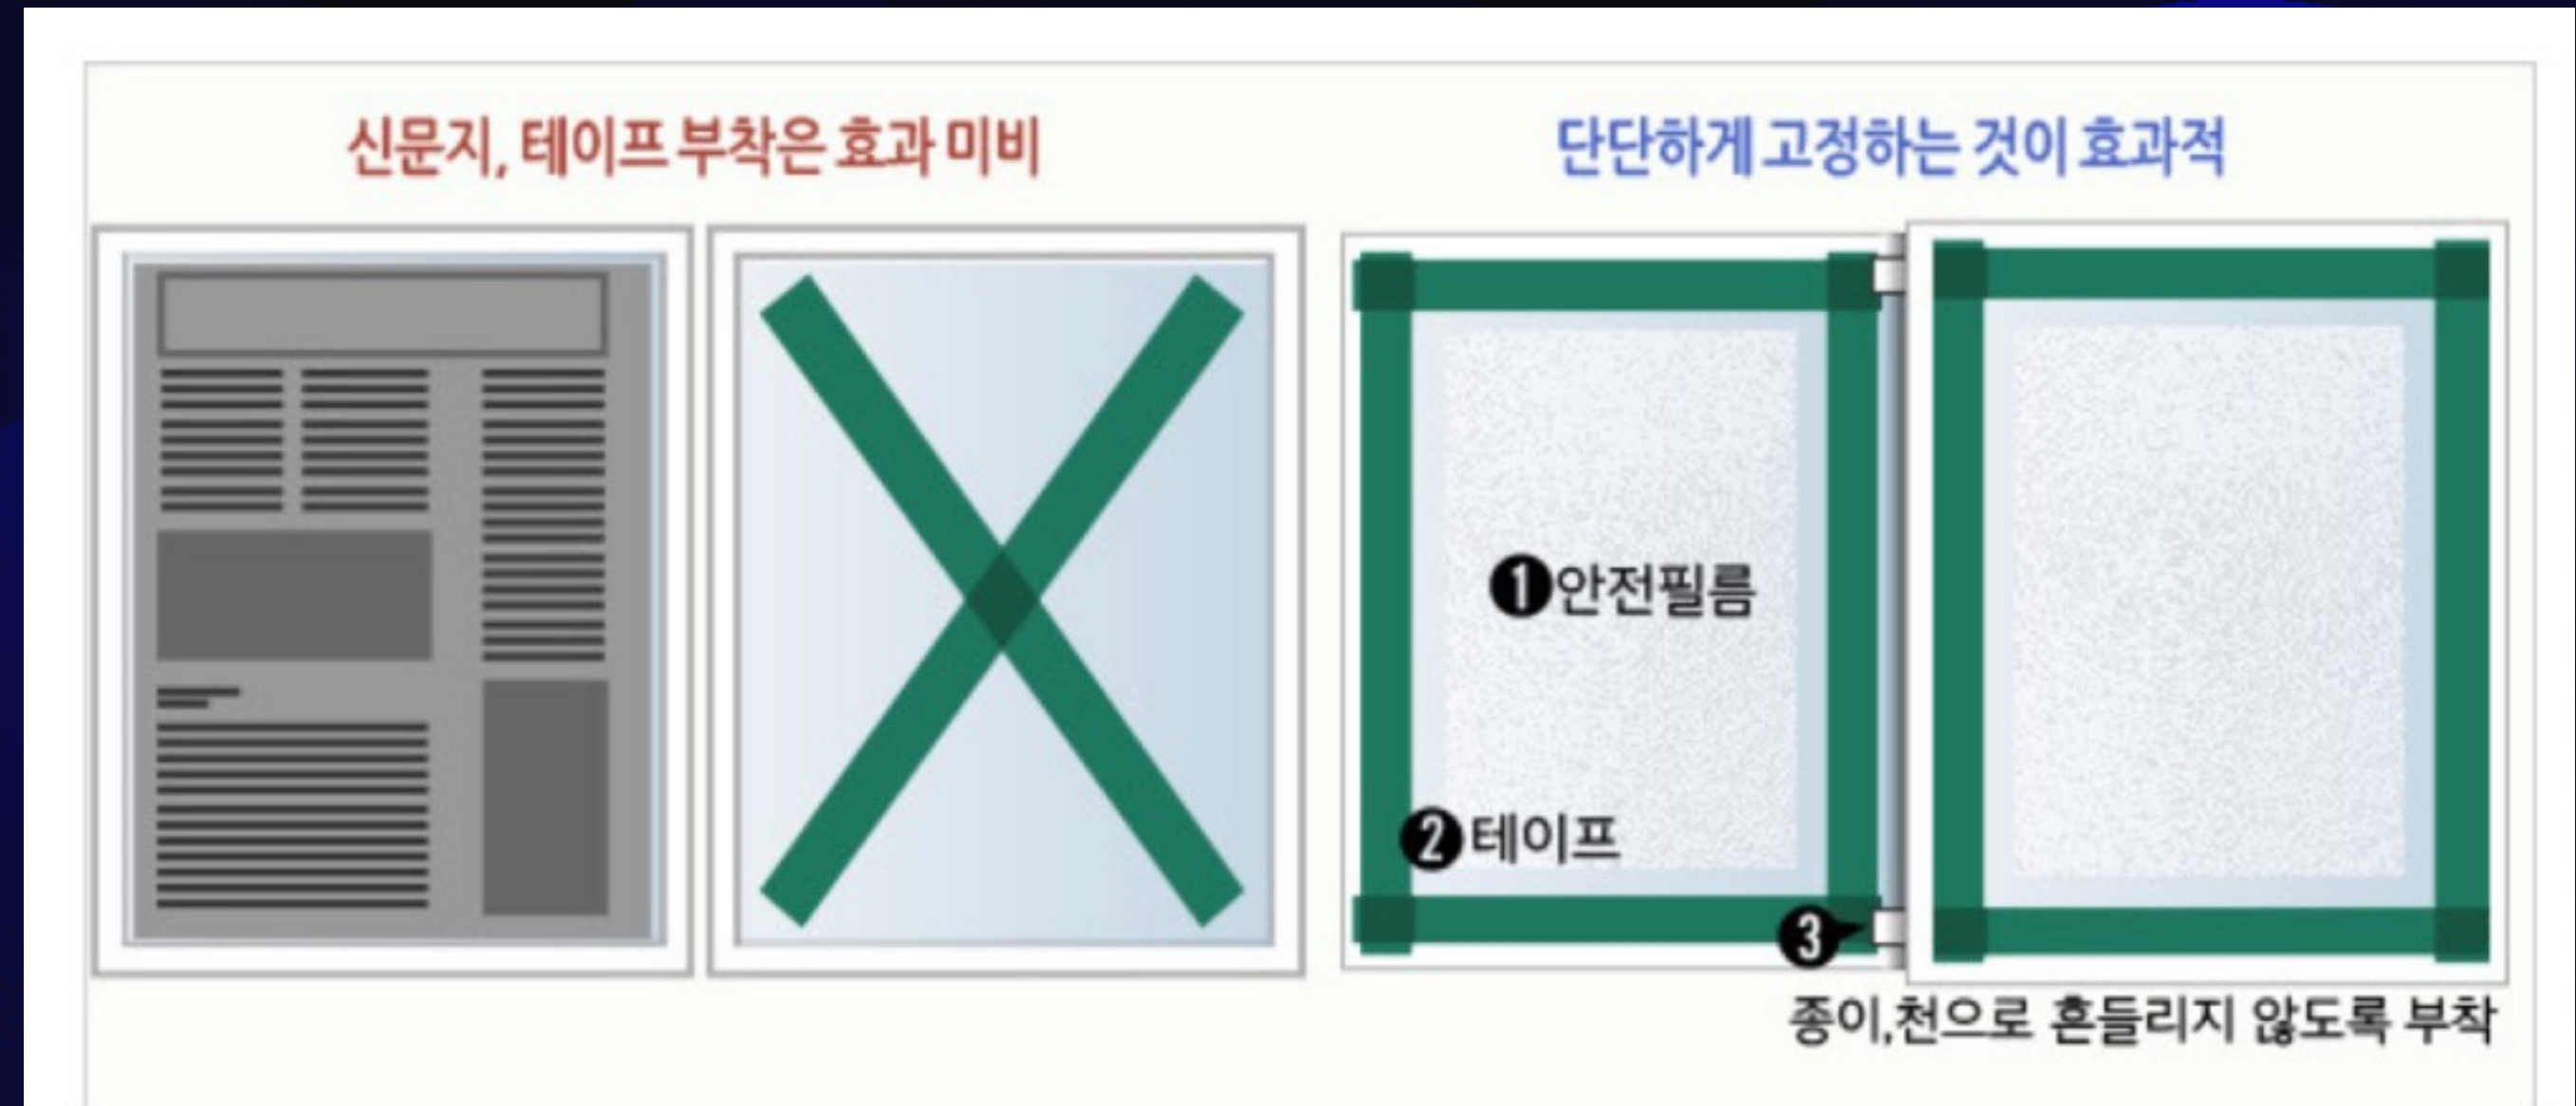 신문지, 테이프 부착은 효과 미비
단단하게 고정하는 것이 효과적
❶안전필름
❷테이프
❸
종이,천으로 흔들리지 않도록 부착